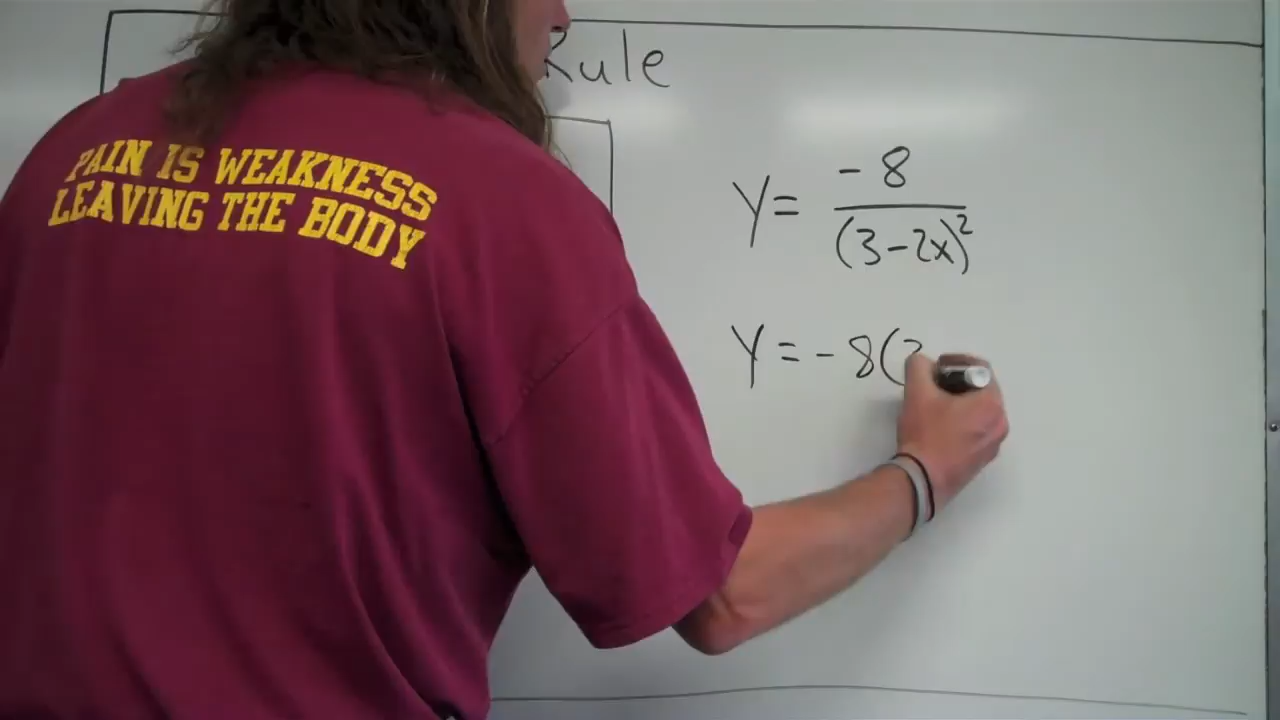 Rule
PAIN IS WEAKNESS
LEAVING THE BODY
Y = -8
(3-2x)²
Y = -8(3